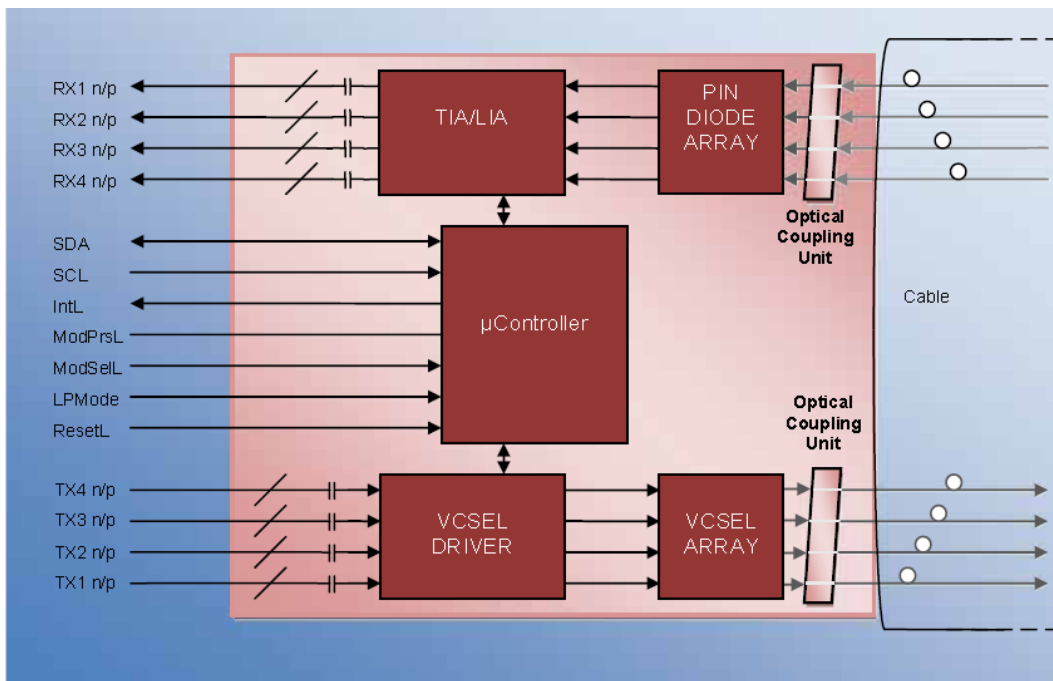 RX1 n/p
RX2 n/p
RX3 n/p
RX4 n/p
TIA/LIA
PIN
DIODE
ARRAY
Optical
Coupling
Unit
SDA
SCL
IntL
ModPrsL
ModSelL
LPMode
ResetL
µController
Cable
Optical
Coupling
Unit
TX4 n/p
TX3 n/p
TX2 n/p
TX1 n/p
VCSEL
DRIVER
VCSEL
ARRAY